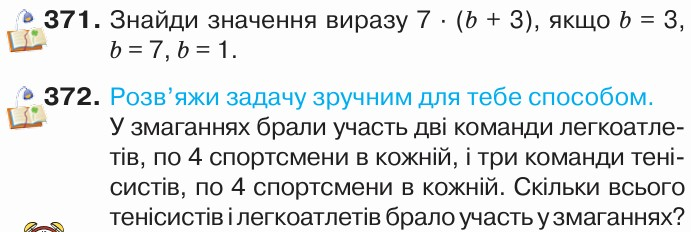 371. Знайди значення виразу 7 · (b + 3), якщо b = 3,
b = 7, b = 1.
372. Розв’яжи задачу зручним для тебе способом.
У змаганнях брали участь дві команди легкоатле-
тів, по 4 спортсмени в кожній, і три команди тені-
систів, по 4 спортсмени в кожній. Скільки всього
тенісистів і легкоатлетів брало участь у змаганнях?